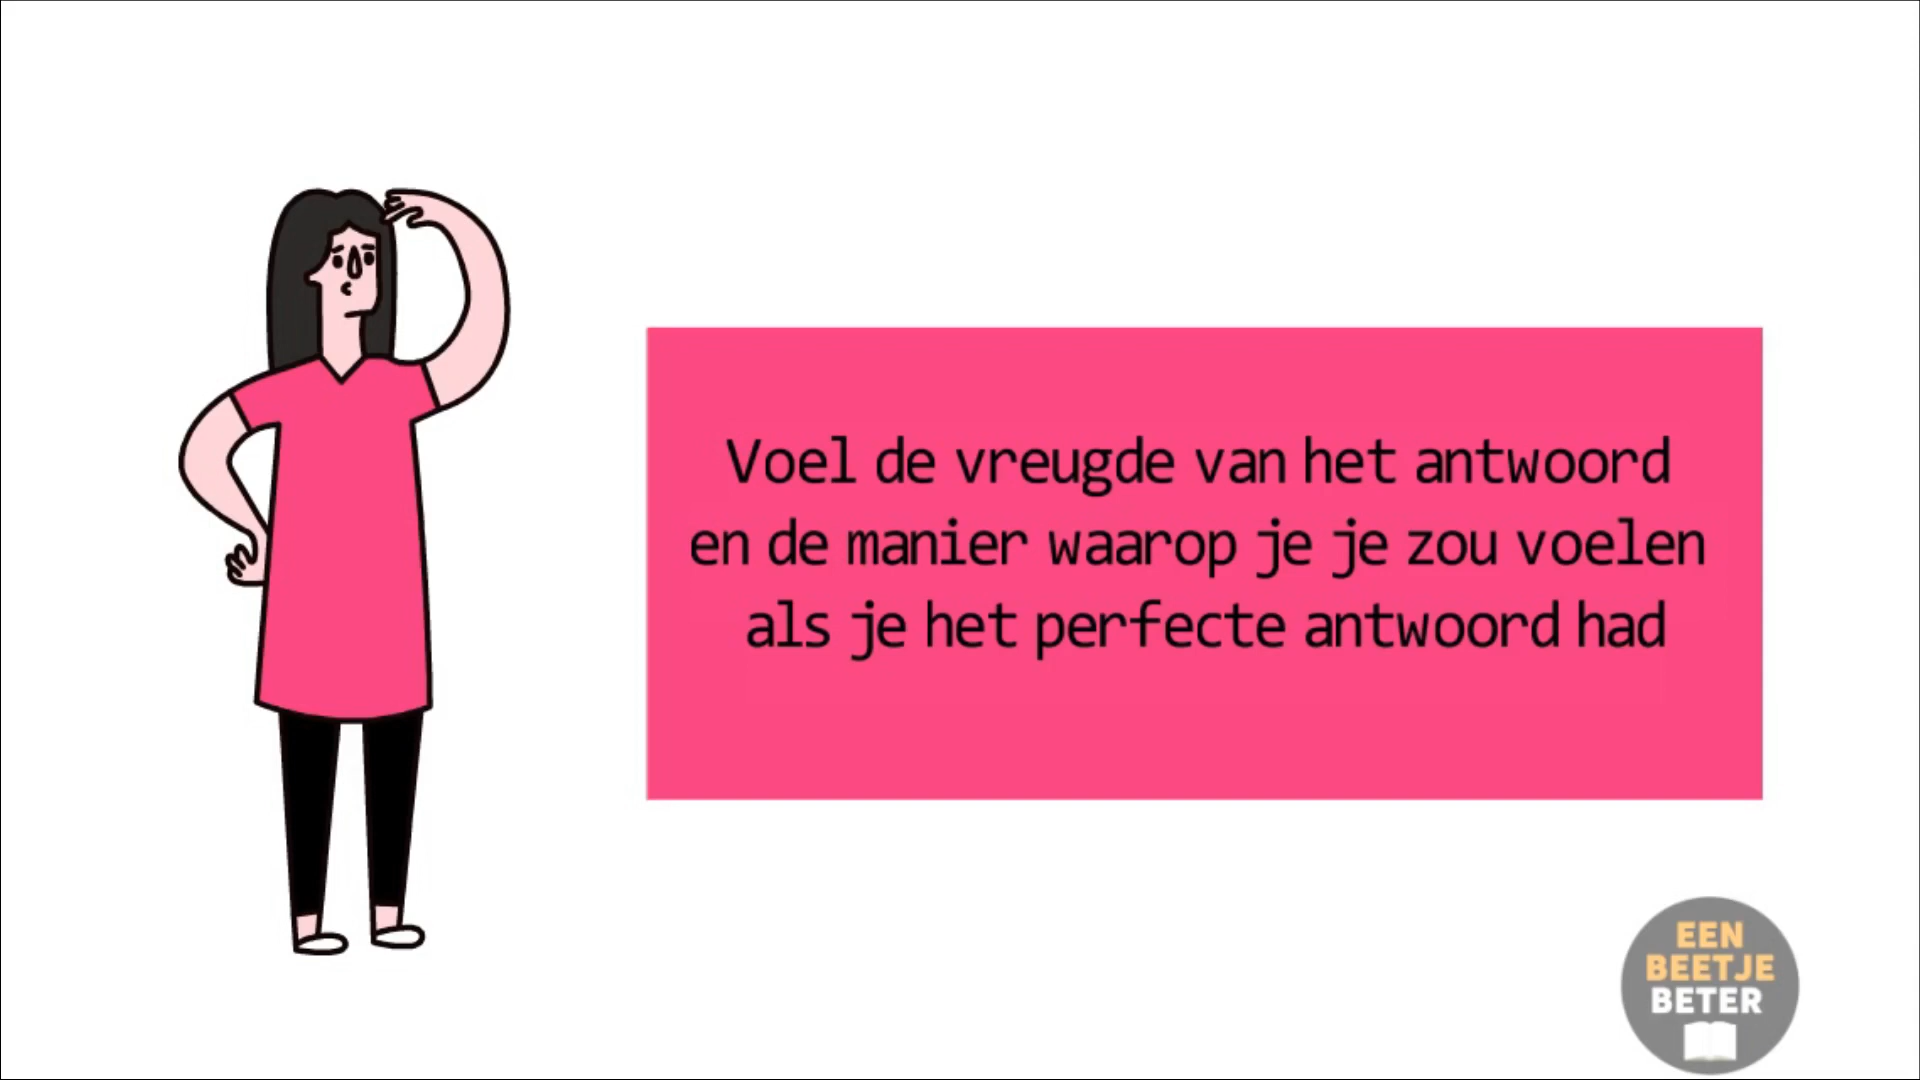 Voel de vreugde van het antwoord
en de manier waarop je je zou voelen
als je het perfecte antwoord had
EEN
BEETJE
BETER